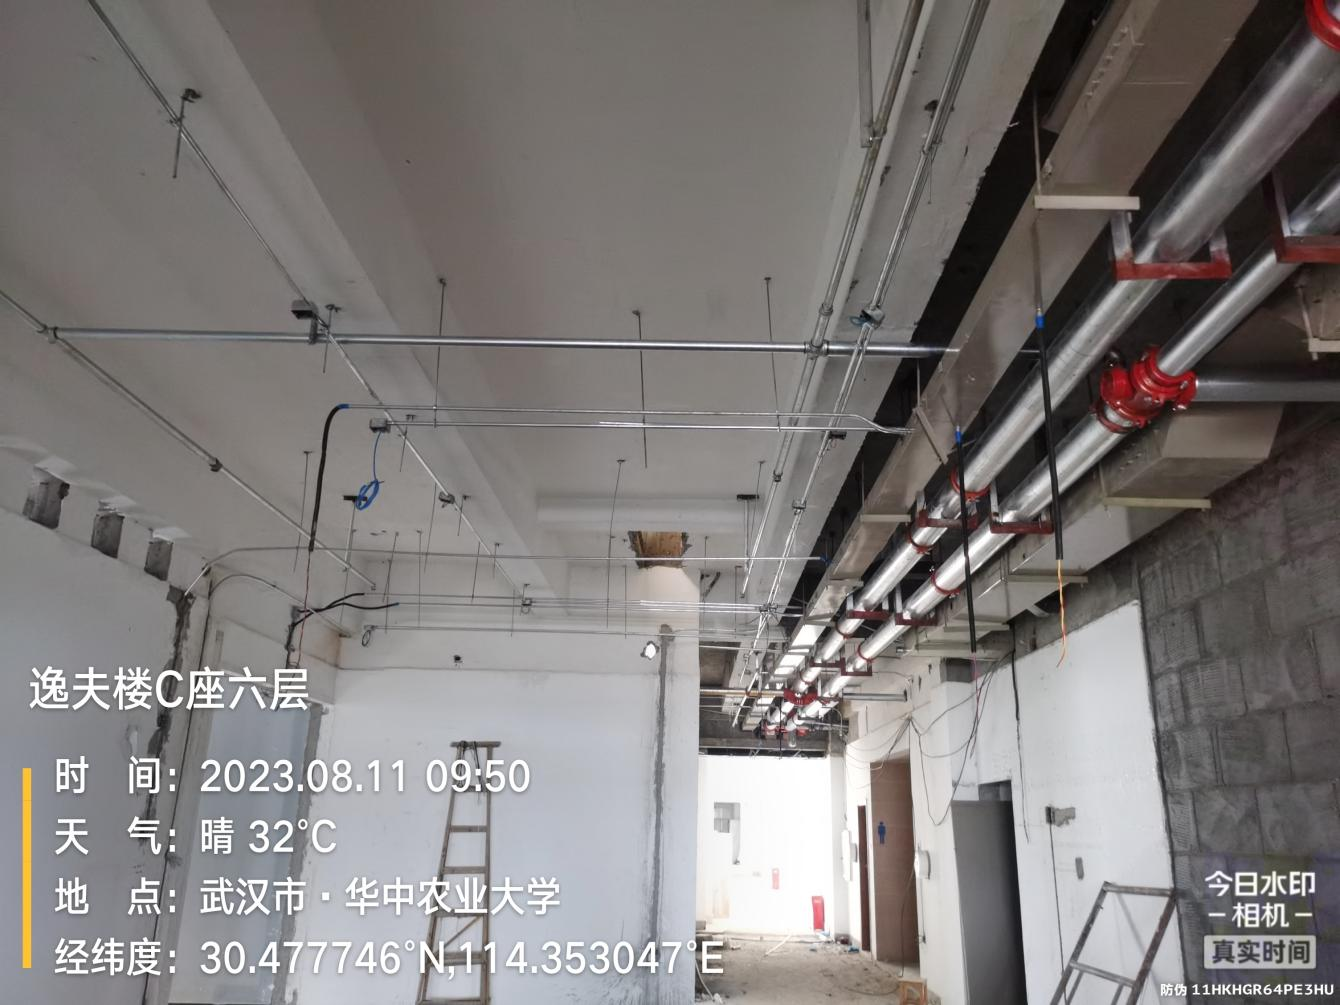 逸夫楼C座六层
时 间：2023.08.11 09:50
天 气：晴 32°C
地 点：武汉市·华中农业大学
经纬度：30.477746°N,114.353047°E
今日水印
-相机-
真实时间
防伪 11HKHGR64PE3HU